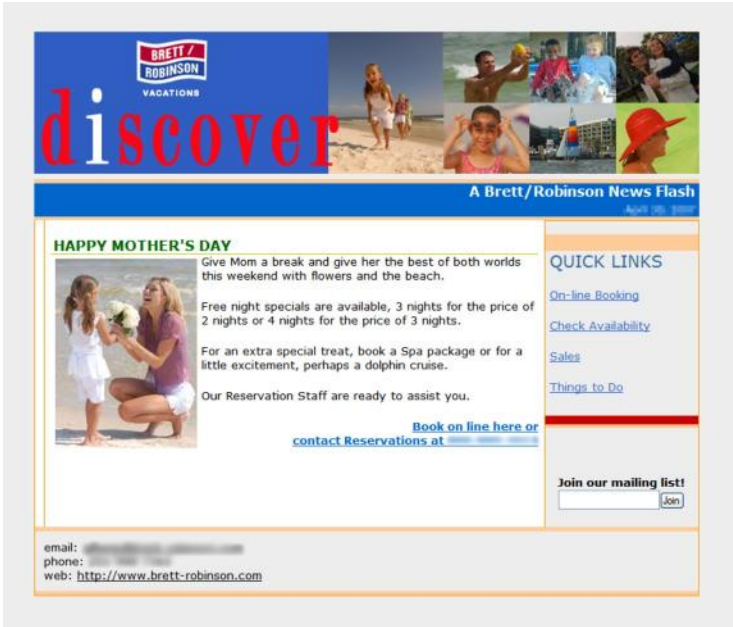 BRETT /
ROBINSON
VACATIONS
discover
A Brett/Robinson News Flash
HAPPY MOTHER'S DAY
Give Mom a break and give her the best of both worlds
this weekend with flowers and the beach.
Free night specials are available, 3 nights for the price of
2 nights or 4 nights for the price of 3 nights.
For an extra special treat, book a Spa package or for a
little excitement, perhaps a dolphin cruise.
Our Reservation Staff are ready to assist you.
Book on line here or
contact Reservations at
QUICK LINKS
On-line Booking
Check Availability
Sales
Things to Do
Join our mailing list!
Join
email:
phone:
web: http://www.brett-robinson.com